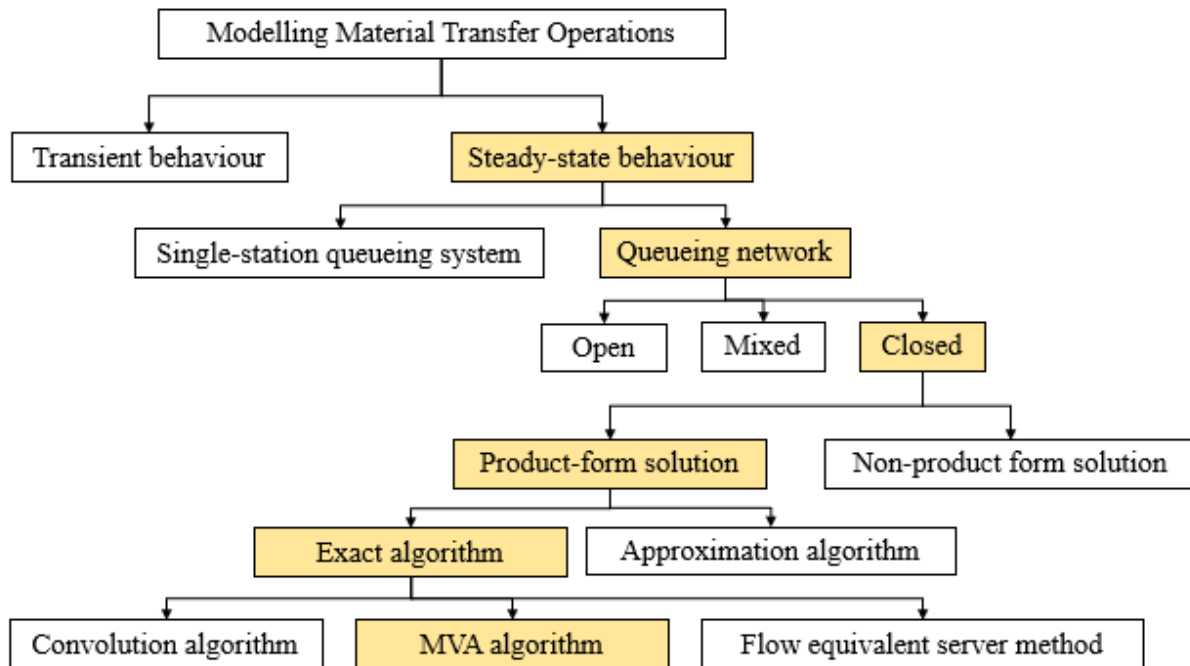 Modelling Material Transfer Operations
Transient behaviour
Steady-state behaviour
Single-station queueing system
Queueing network
Open
Mixed
Closed
Product-form solution
Non-product form solution
Exact algorithm
Approximation algorithm
Convolution algorithm
MVA algorithm
Flow equivalent server method